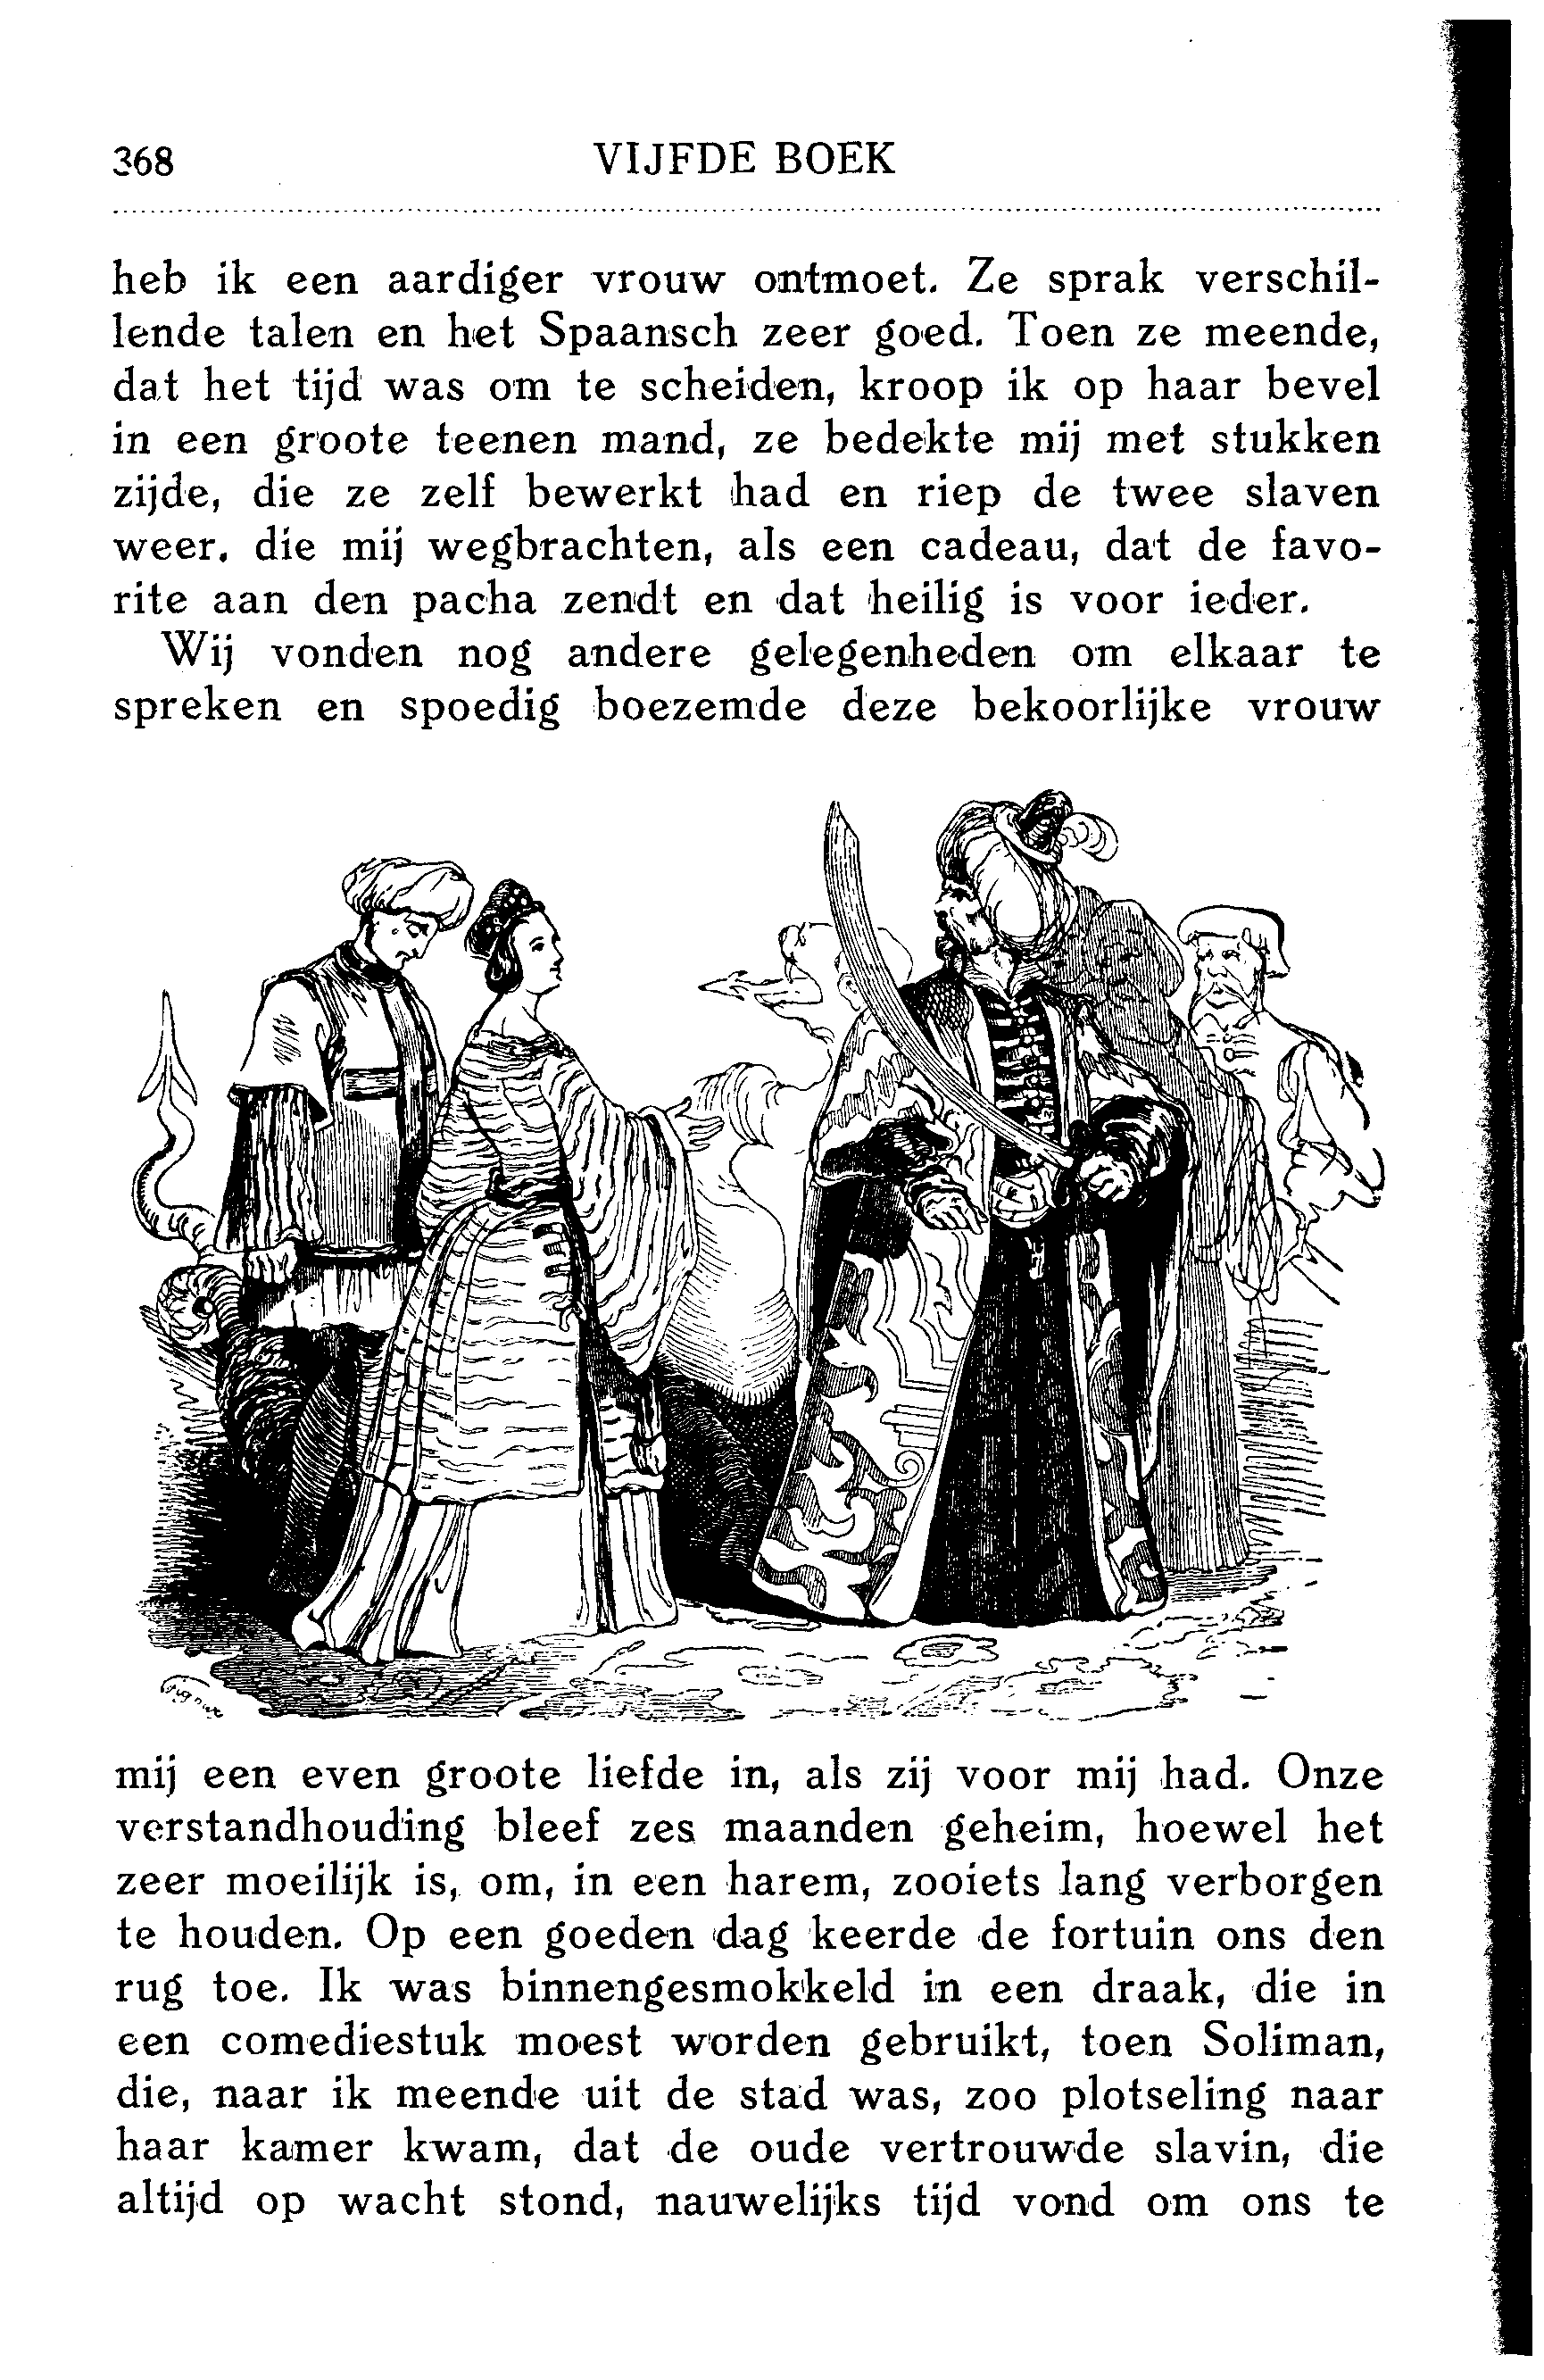 368 VIJFDE BOEK
heb ik een aardiger vrouw ontmoet. Ze sprak verschil-
lende talen en het Spaansch zeer goed. Toen ze meende,
dat het tijd was om te scheiden, kroop ik op haar bevel
in een groote teenen mand, ze bedekte mij met stukken
zijde, die ze zelf bewerkt had en riep de twee slaven
weer. die mij wegbrachten, als een cadeau, dat de favo-
rite aan den pacha zendt en dat heilig is voor ieder.
Wij vonden nog andere gelegenheden om elkaar te
spreken en spoedig boezemde deze bekoorlijke vrouw
mij een even groote liefde in, als zij voor mij had. Onze
verstandhouding bleef zes maanden geheim, hoewel het
zeer moeilijk is, om, in een harem, zooiets lang verborgen
te houden. Op een goeden dag keerde de fortuin ons den
rug toe. Ik was binnengesmokkeld in een draak, die in
een comediestuk moest worden gebruikt, toen Soliman,
die, naar ik meende uit de stad was, zoo plotseling naar
haar kamer kwam, dat de oude vertrouwde slavin, die
altijd op wacht stond, nauwelijks tijd vond om ons te